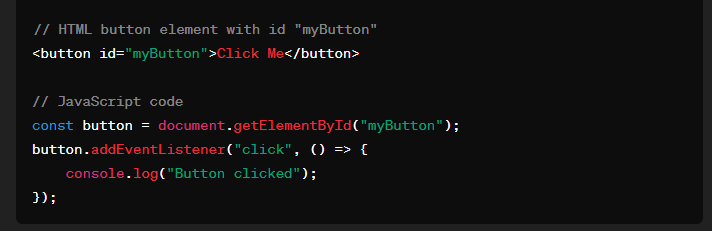 // HTML button element with id "myButton"
<button id="myButton">Click Me</button>
// JavaScript code
const button = document.getElementById("myButton");
button.addEventListener("click", () => {
    console.log("Button clicked");
});